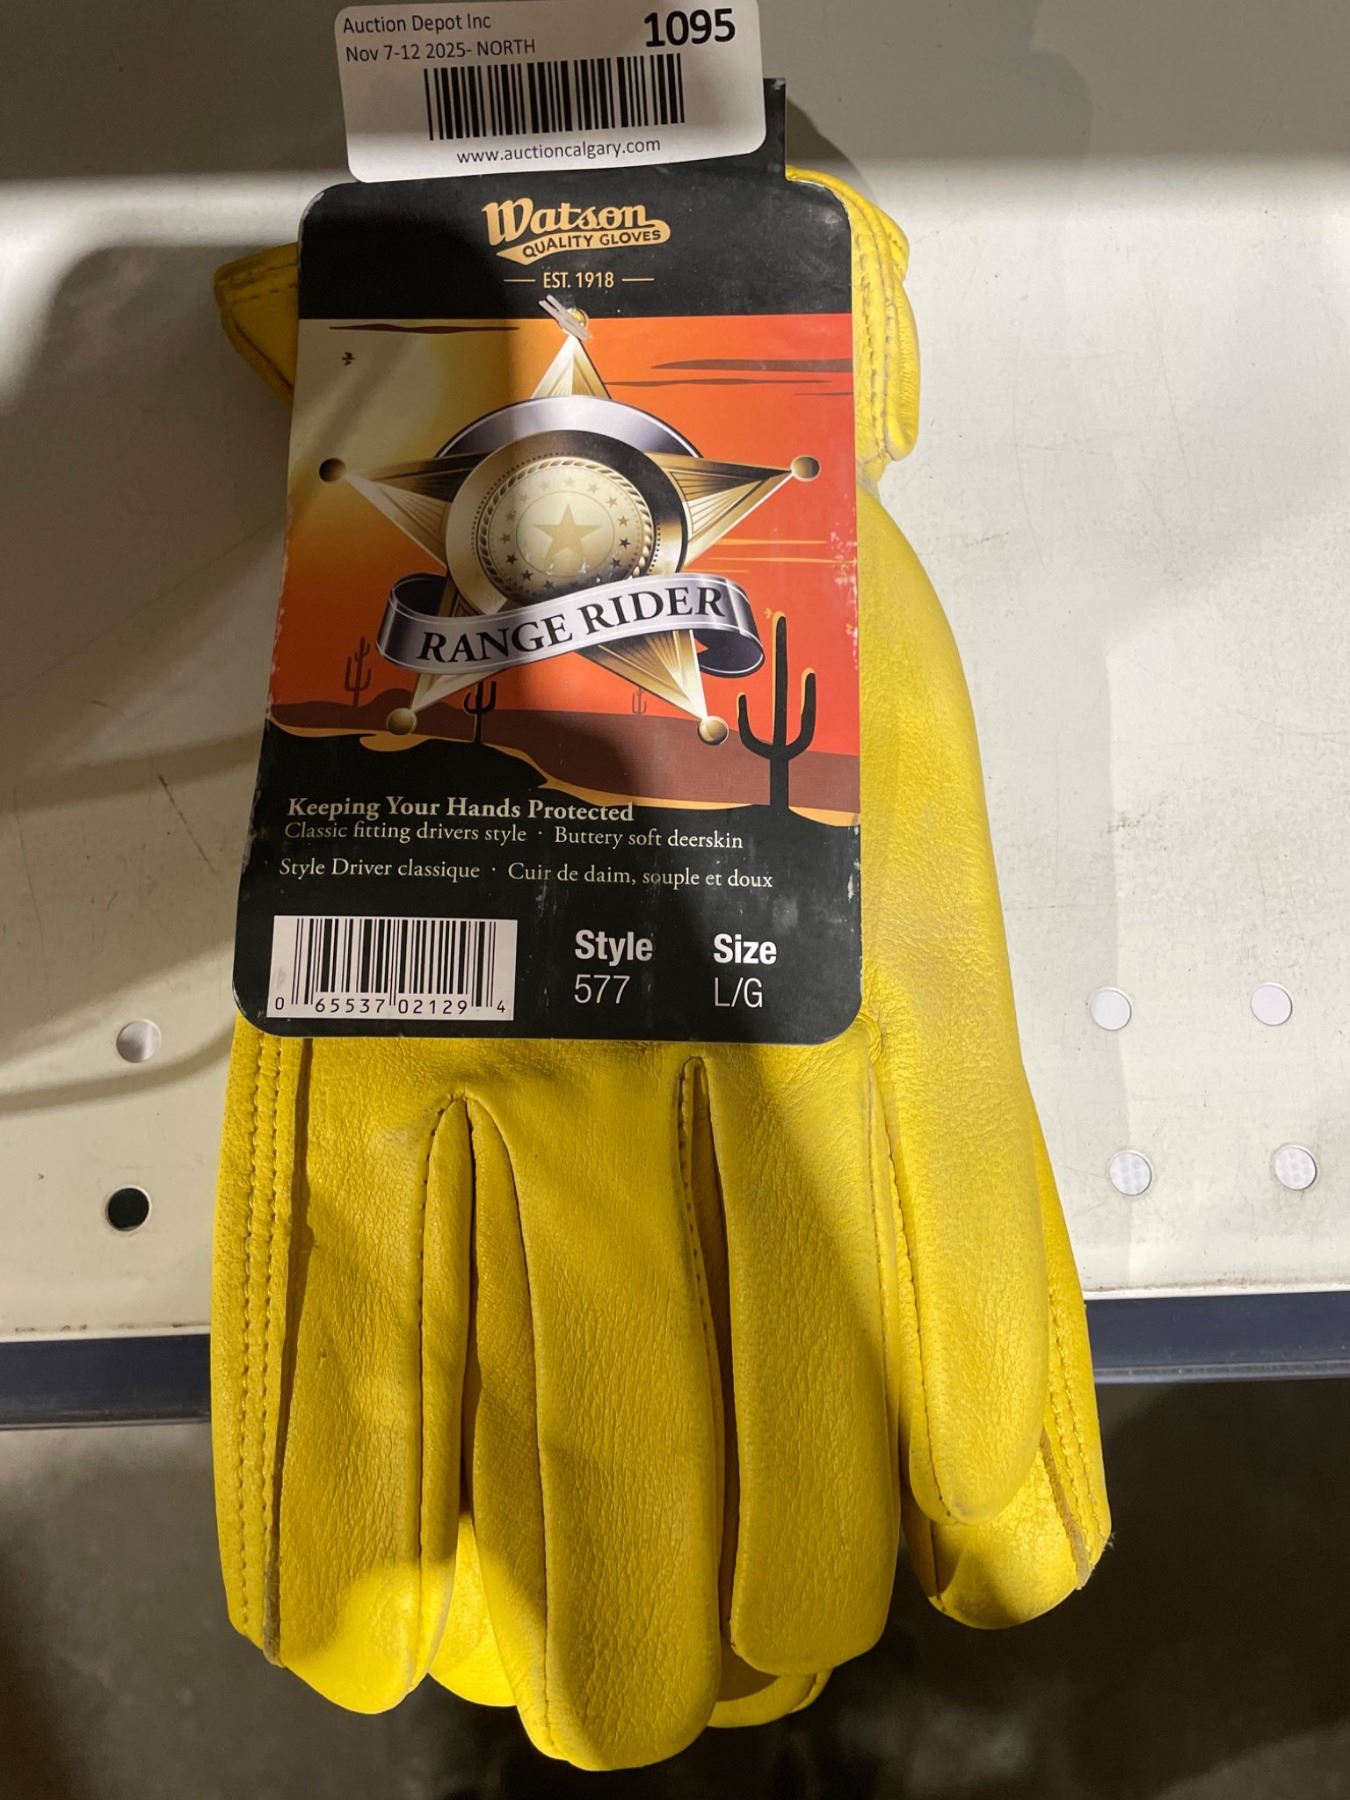 Auction Depot Inc
1095
Nov 7-12 2025- NORTH
www.auctioncalgary.com
Watson
QUALITY GLOVES
EST. 1918
RANGE RIDER
Keeping Your Hands Protected
Classic fitting drivers style · Buttery soft deerskin
Style Driver classique · Cuir de daim, souple et doux
Style Size
577 L/G
0 65537 02129 4